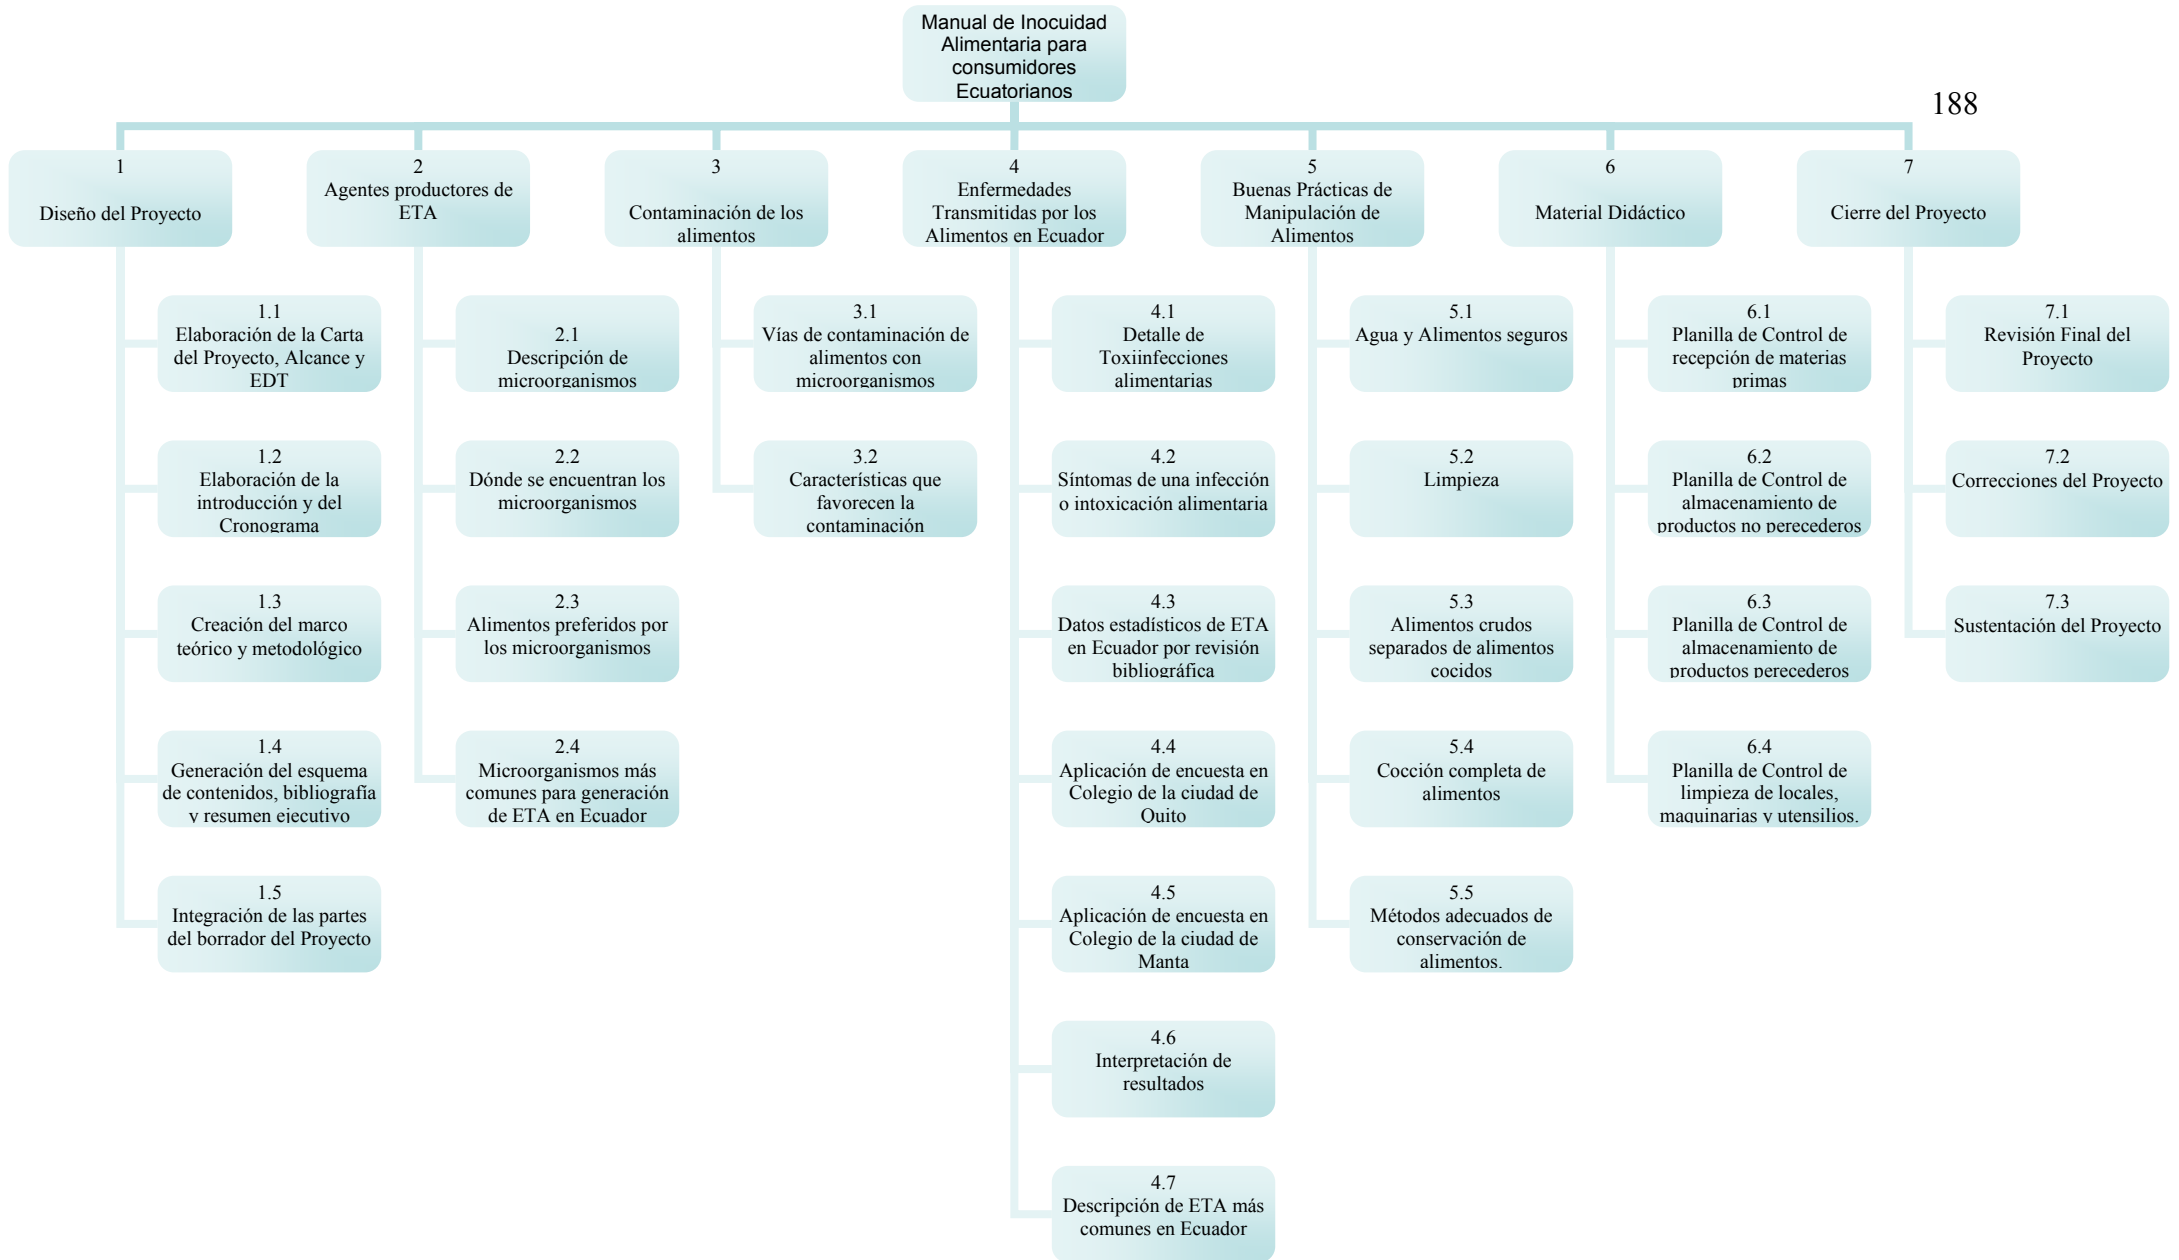 Manual de Inocuidad
Alimentaria para
consumidores
Ecuatorianos
188
1
Diseño del Proyecto
2
Agentes productores de
ETA
3
Contaminación de los
alimentos
4
Enfermedades
Transmitidas por los
Alimentos en Ecuador
5
Buenas Prácticas de
Manipulación de
Alimentos
6
Material Didáctico
7
Cierre del Proyecto
1.1
Elaboración de la Carta
del Proyecto, Alcance y
EDT
1.2
Elaboración de la
introducción y del
Cronograma
1.3
Creación del marco
teórico y metodológico
1.4
Generación del esquema
de contenidos, bibliografía
y resumen ejecutivo
1.5
Integración de las partes
del borrador del Proyecto
2.1
Descripción de
microorganismos
2.2
Dónde se encuentran los
microorganismos
2.3
Alimentos preferidos por
los microorganismos
2.4
Microorganismos más
comunes para generación
de ETA en Ecuador
3.1
Vías de contaminación de
alimentos con
microorganismos
3.2
Características que
favorecen la
contaminación
4.1
Detalle de
Toxiinfecciones
alimentarias
4.2
Síntomas de una infección
o intoxicación alimentaria
4.3
Datos estadísticos de ETA
en Ecuador por revisión
bibliográfica
4.4
Aplicación de encuesta en
Colegio de la ciudad de
Quito
4.5
Aplicación de encuesta en
Colegio de la ciudad de
Manta
4.6
Interpretación de
resultados
4.7
Descripción de ETA más
comunes en Ecuador
5.1
Agua y Alimentos seguros
5.2
Limpieza
5.3
Alimentos crudos
separados de alimentos
cocidos
5.4
Cocción completa de
alimentos
5.5
Métodos adecuados de
conservación de
alimentos.
6.1
Planilla de Control de
recepción de materias
primas
6.2
Planilla de Control de
almacenamiento de
productos no perecederos
6.3
Planilla de Control de
almacenamiento de
productos perecederos
6.4
Planilla de Control de
limpieza de locales,
maquinarias y utensilios.
7.1
Revisión Final del
Proyecto
7.2
Correcciones del Proyecto
7.3
Sustentación del Proyecto